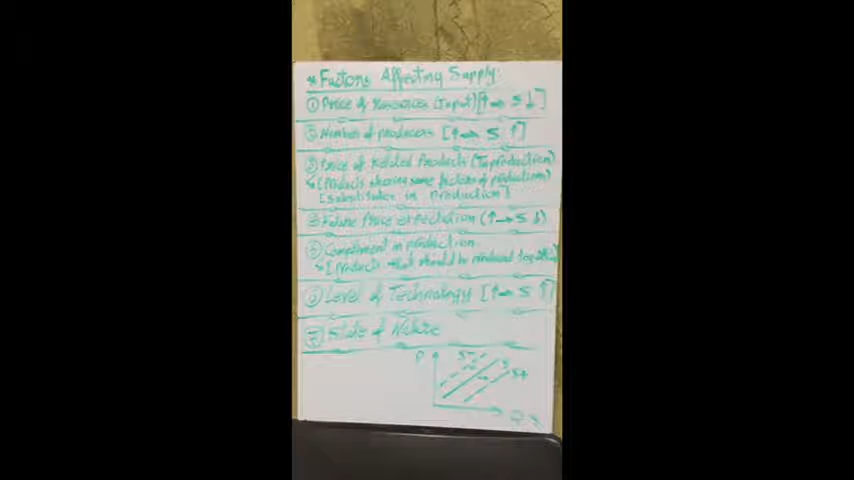 * Factors Affecting Supply:
① Price of Resources (Input) [↑ → S ↓]
② Number of producers [↑ → S ↑]
③ Price of Related Products (In production)
* [Products sharing same factors of production)
[Substitutes in production]
④ Future Price expectation (↑ → S ↓)
⑤ Compliment in production
* [Products that should be produced together
⑥ Level of Technology [↑ → S ↑]
⑦ State of Nature
P S- S S+
Q